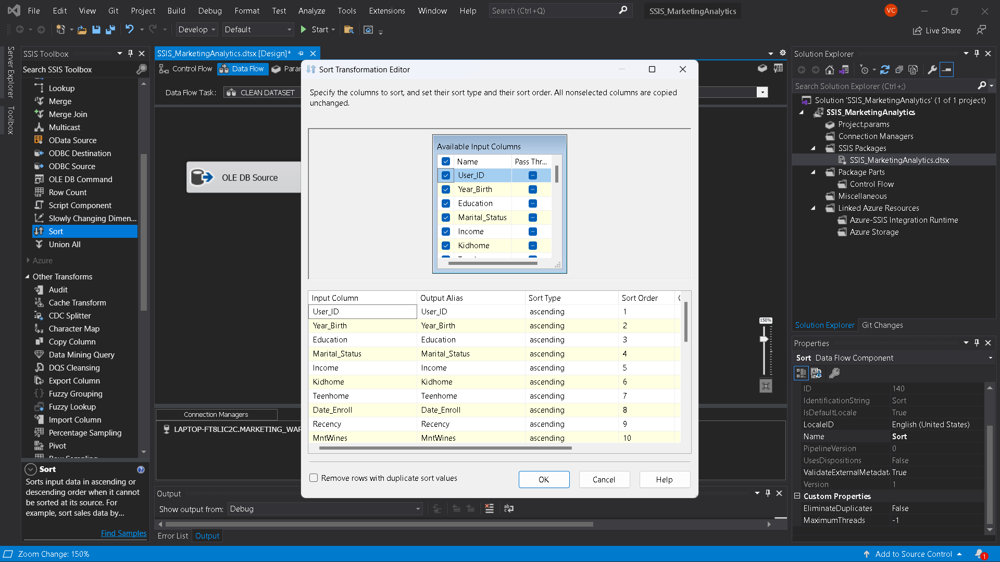 File Edit View Git Project Build Debug Format Test Analyze Tools Extensions Window Help Search (Ctrl+Q) SSIS_MarketingAnalytics VC
Develop Default Start Live Share
Server Explorer
Toolbox
SSIS Toolbox
Search SSIS Toolbox
Lookup
Merge
Merge Join
Multicast
OData Source
ODBC Destination
ODBC Source
OLE DB Command
Row Count
Script Component
Slowly Changing Dimen...
Sort
Union All
Azure
Other Transforms
Audit
Cache Transform
CDC Splitter
Character Map
Copy Column
Data Mining Query
DQS Cleansing
Export Column
Fuzzy Grouping
Fuzzy Lookup
Import Column
Percentage Sampling
Pivot
Sort
Sorts input data in ascending or
descending order when it cannot
be sorted at its source. For
example, sort sales data by...
Find Samples
SSIS_MarketingAnalytics.dtsx [Design]*
Control Flow Data Flow Param
Data Flow Task: CLEAN DATASET
OLE DB Source
150%
Connection Managers
LAPTOP-FT8LIC2C.MARKETING_WAR
Sort Transformation Editor
Specify the columns to sort, and set their sort type and their sort order. All nonselected columns are copied
unchanged.
Available Input Columns
Name Pass Thr...
User_ID
Year_Birth
Education
Marital_Status
Income
Kidhome
Input Column Output Alias Sort Type Sort Order
User_ID User_ID ascending 1
Year_Birth Year_Birth ascending 2
Education Education ascending 3
Marital_Status Marital_Status ascending 4
Income Income ascending 5
Kidhome Kidhome ascending 6
Teenhome Teenhome ascending 7
Date_Enroll Date_Enroll ascending 8
Recency Recency ascending 9
MntWines MntWines ascending 10
Remove rows with duplicate sort values OK Cancel Help
Output
Show output from: Debug
Error List Output
Solution Explorer
Search Solution Explorer (Ctrl+;)
Solution 'SSIS_MarketingAnalytics' (1 of 1 project)
SSIS_MarketingAnalytics
Project.params
Connection Managers
SSIS Packages
SSIS_MarketingAnalytics.dtsx
Package Parts
Control Flow
Miscellaneous
Linked Azure Resources
Azure-SSIS Integration Runtime
Azure Storage
Solution Explorer Git Changes
Properties
Sort Data Flow Component
ID 140
IdentificationString Sort
IsDefaultLocale True
LocaleID English (United States)
Name Sort
PipelineVersion 0
UsesDispositions False
ValidateExternalMetadat True
Version 1
Custom Properties
EliminateDuplicates False
MaximumThreads -1
Zoom Change: 150% Add to Source Control 1